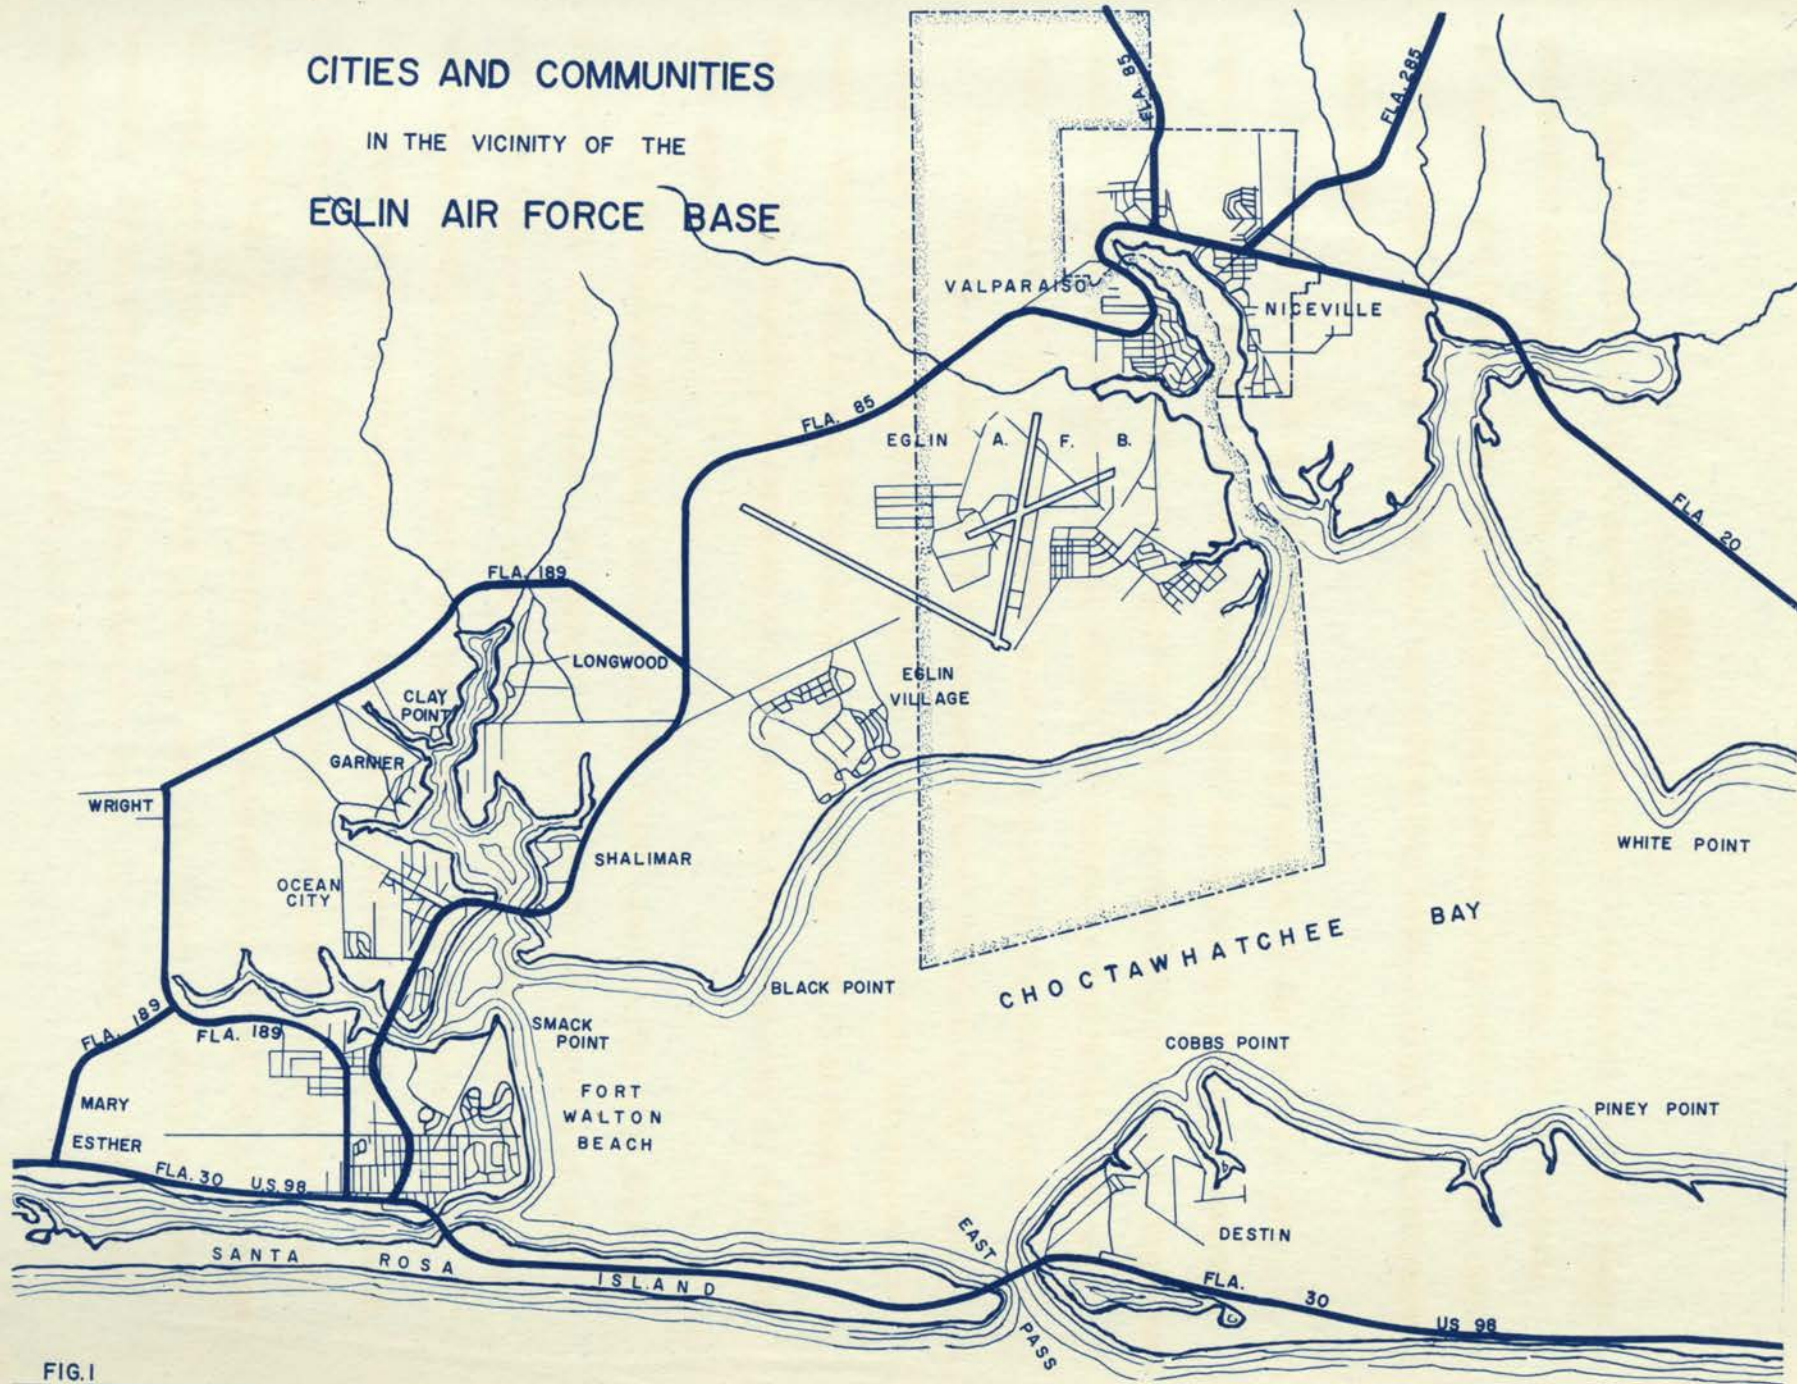 CITIES AND COMMUNITIES
IN THE VICINITY OF THE
EGLIN AIR FORCE BASE
FLA. 85
FLA. 285
VALPARAISO
NICEVILLE
FLA. 85
EGLIN A. F. B.
FLA. 20
FLA. 189
LONGWOOD
CLAY
POINT
EGLIN
VILLAGE
GARNIER
WRIGHT
SHALIMAR
WHITE POINT
OCEAN
CITY
CHOCTAWHATCHEE BAY
BLACK POINT
FLA. 189
FLA. 189
SMACK
POINT
COBBS POINT
FORT
WALTON
BEACH
MARY
ESTHER
PINEY POINT
FLA. 30 U.S. 98
DESTIN
EAST
PASS
SANTA ROSA ISLAND
FLA. 30
US 98
FIG. 1